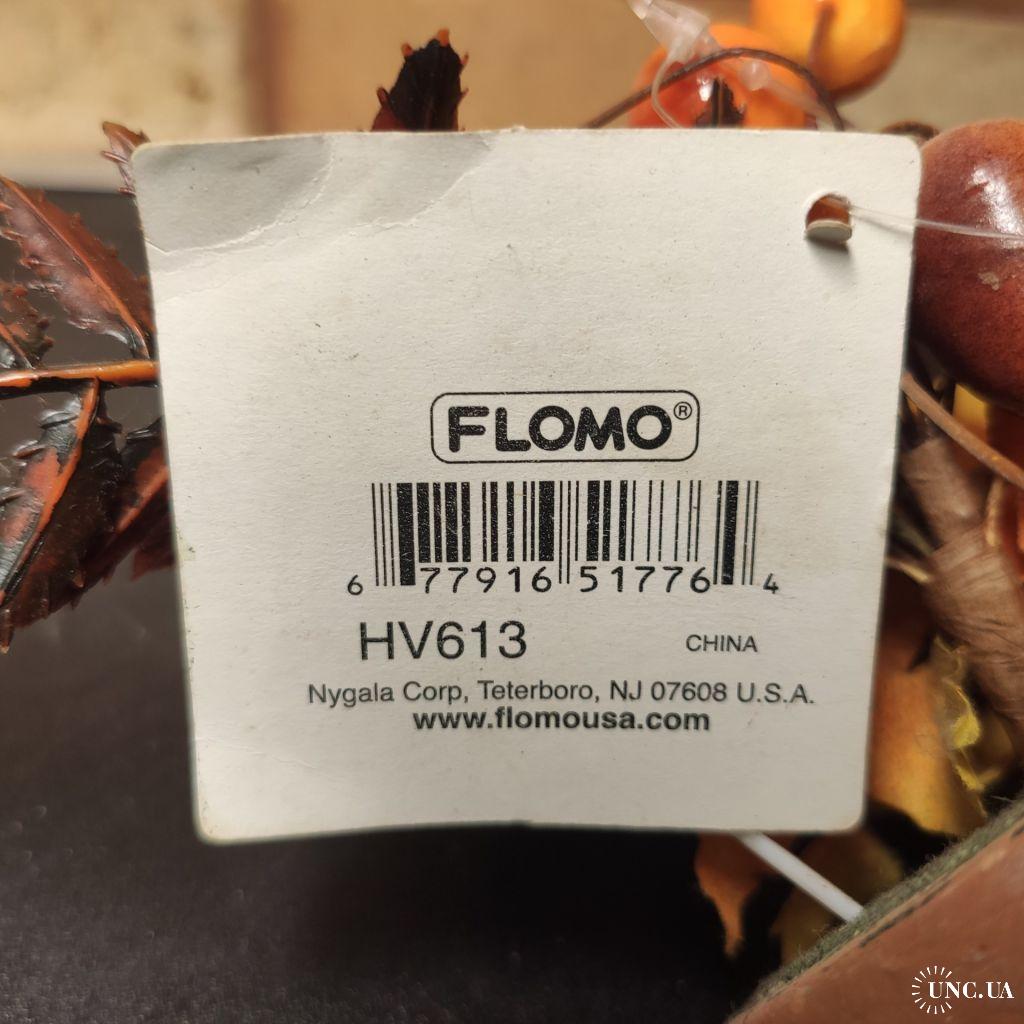 FLOMO®
6 77916 51776 4
HV613 CHINA
Nygala Corp, Teterboro, NJ 07608 U.S.A.
www.flomousa.com
UNC.UA